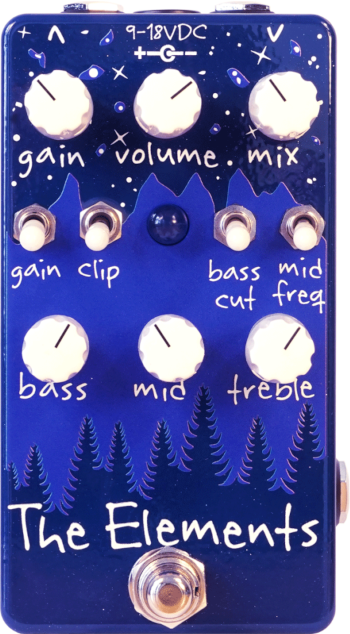 9-18VDC
+ -
gain volume mix
gain clip bass cut mid freq
bass mid treble
The Elements